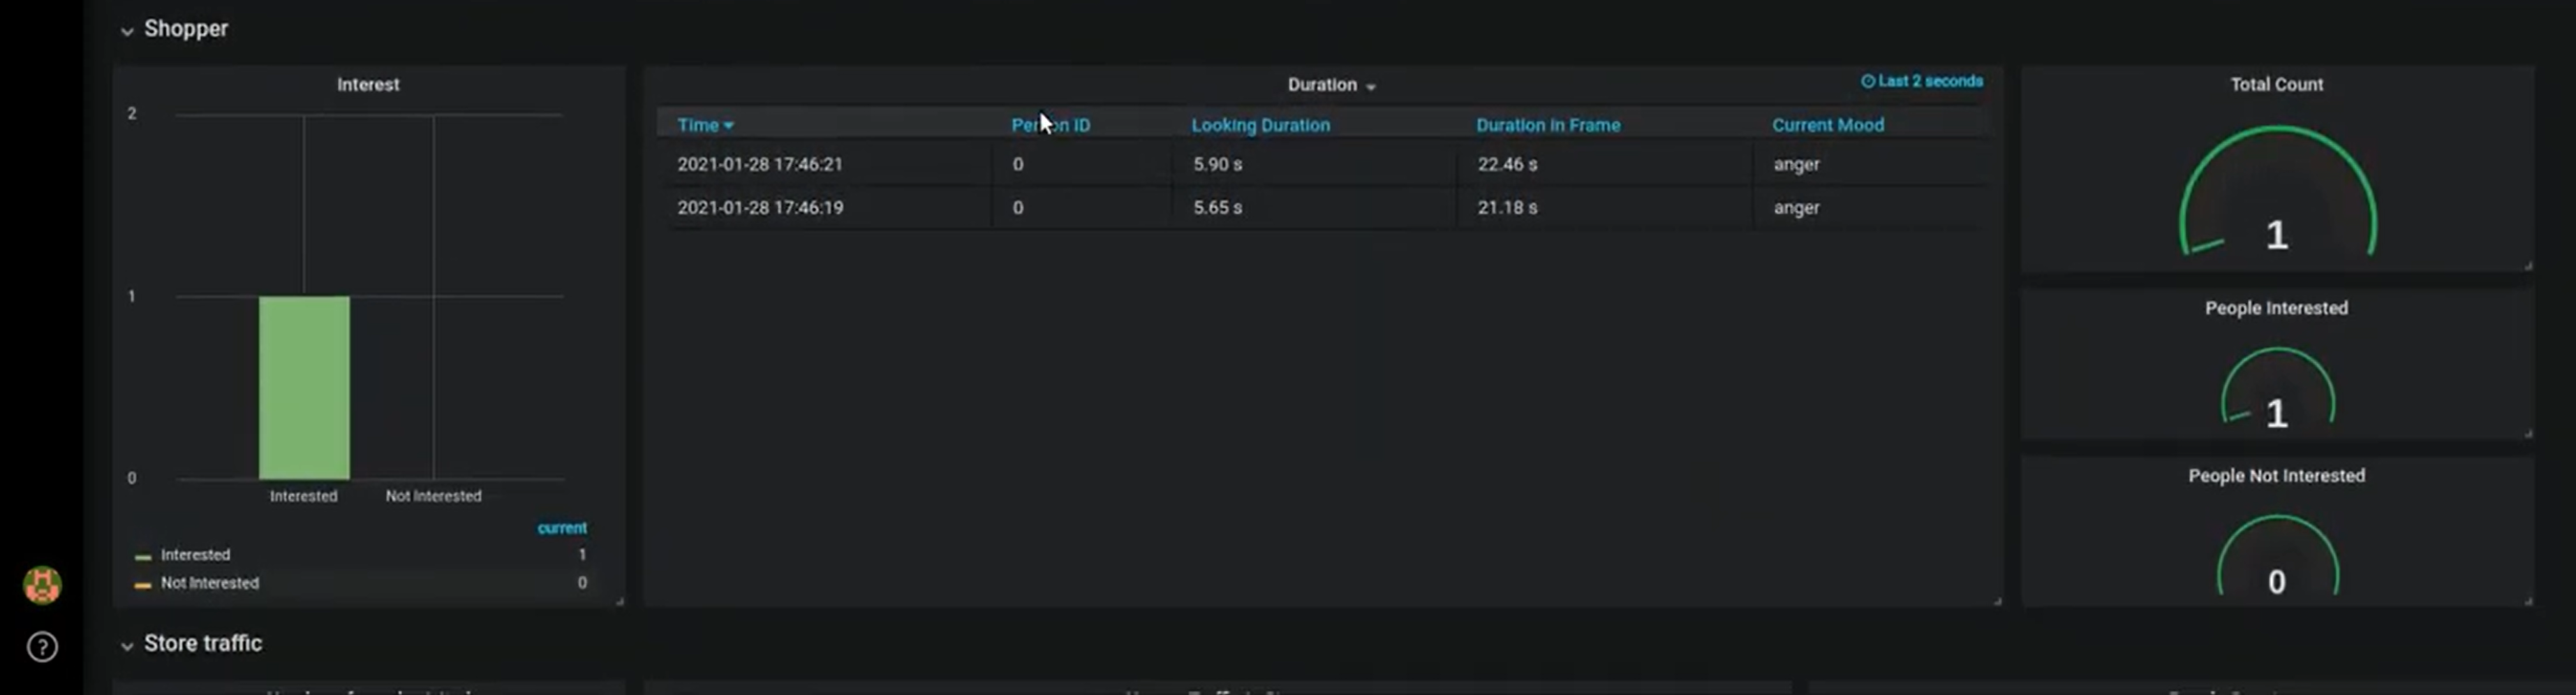 Shopper
Interest
2
1
0
Interested Not Interested
current
Interested 1
Not Interested 0
Duration
Last 2 seconds
Time Person ID Looking Duration Duration in Frame Current Mood
2021-01-28 17:46:21 0 5.90 s 22.46 s anger
2021-01-28 17:46:19 0 5.65 s 21.18 s anger
Total Count
1
People Interested
1
People Not Interested
0
?
Store traffic